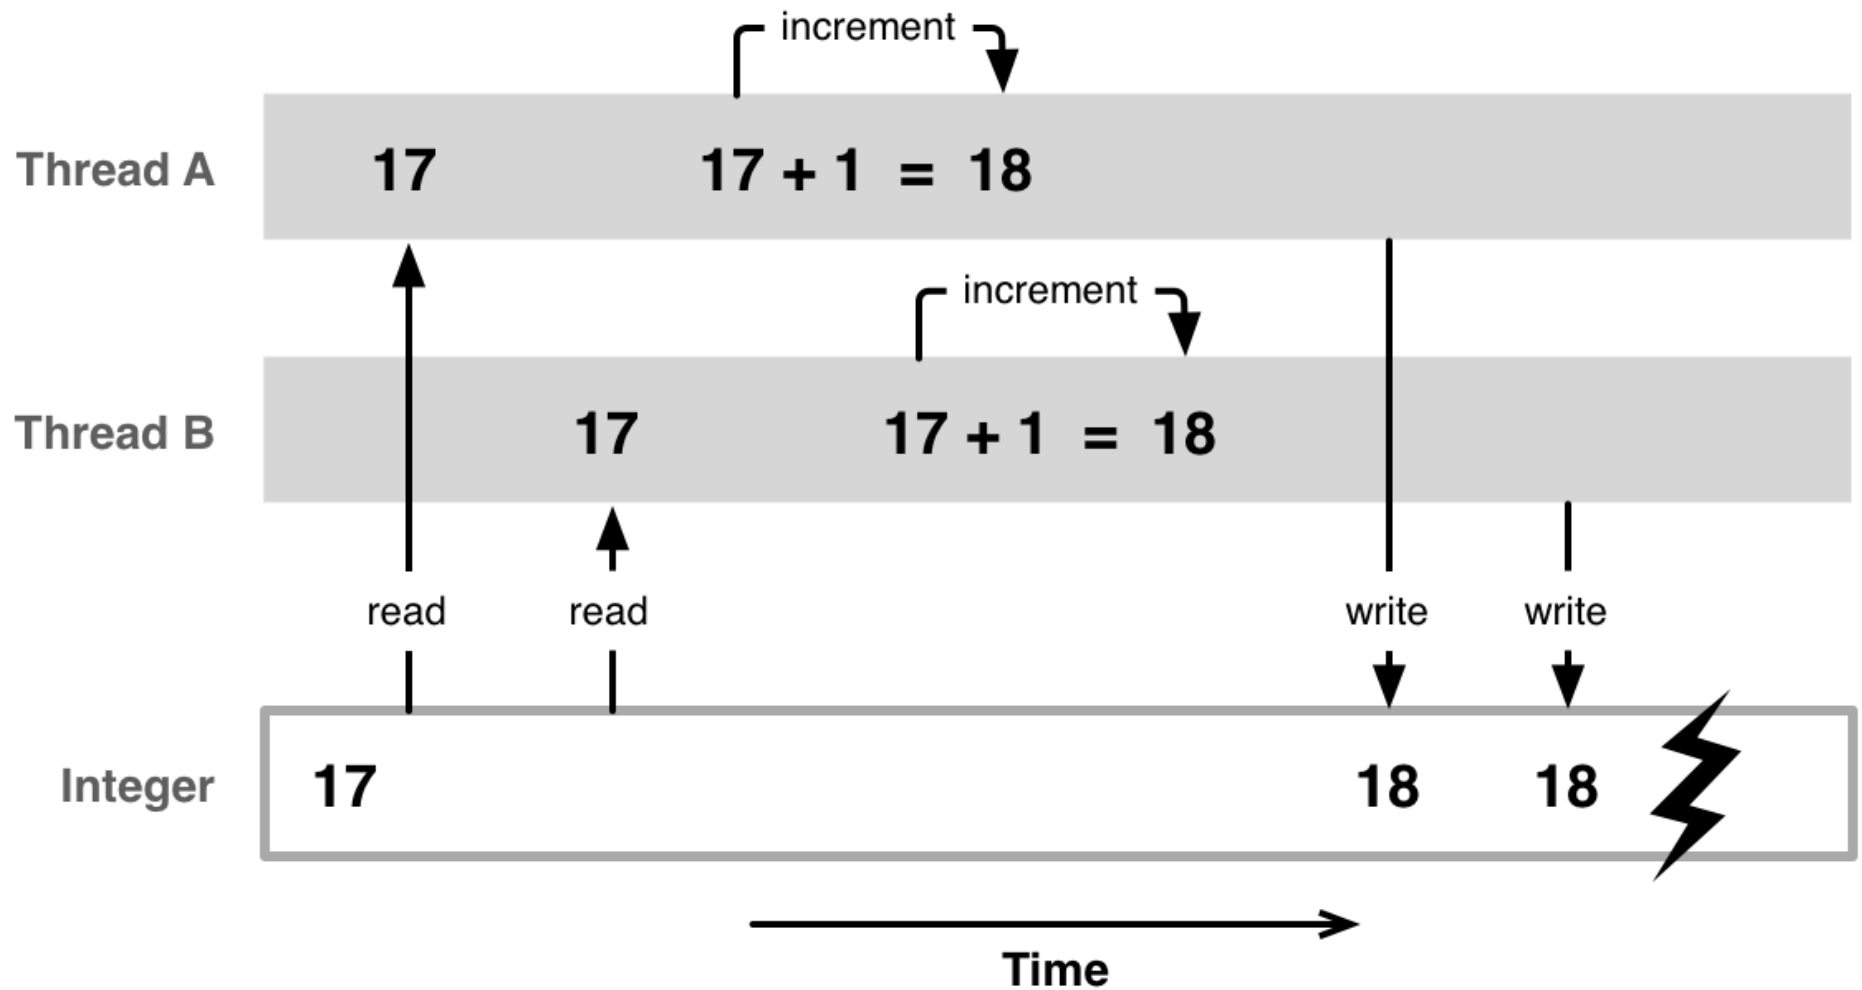 increment
Thread A 17 17 + 1 = 18
increment
Thread B 17 17 + 1 = 18
read read write write
Integer 17 18 18
Time